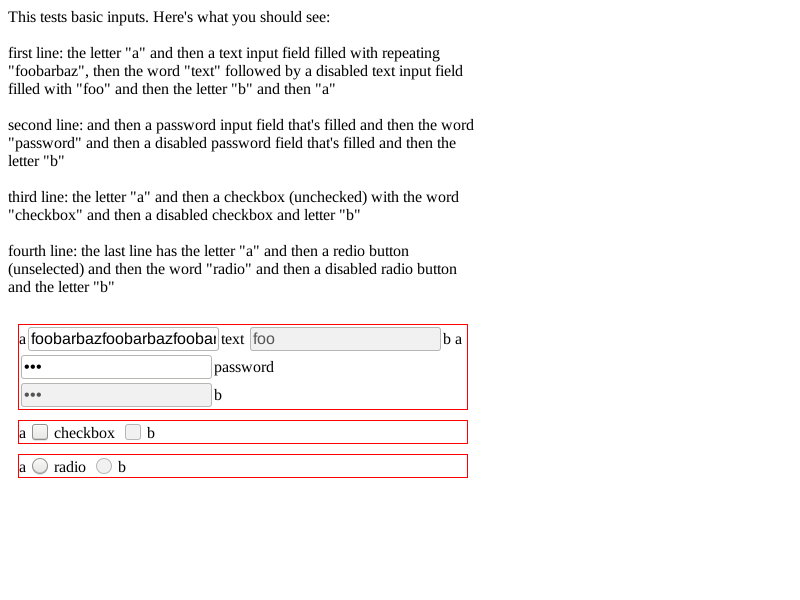 This tests basic inputs. Here's what you should see:
first line: the letter "a" and then a text input field filled with repeating
"foobarbaz", then the word "text" followed by a disabled text input field
filled with "foo" and then the letter "b" and then "a"
second line: and then a password input field that's filled and then the word
"password" and then a disabled password field that's filled and then the
letter "b"
third line: the letter "a" and then a checkbox (unchecked) with the word
"checkbox" and then a disabled checkbox and letter "b"
fourth line: the last line has the letter "a" and then a redio button
(unselected) and then the word "radio" and then a disabled radio button
and the letter "b"
a foobarbazfoobarbazfoobar text foo b a
••• password
••• b
a checkbox b
a radio b